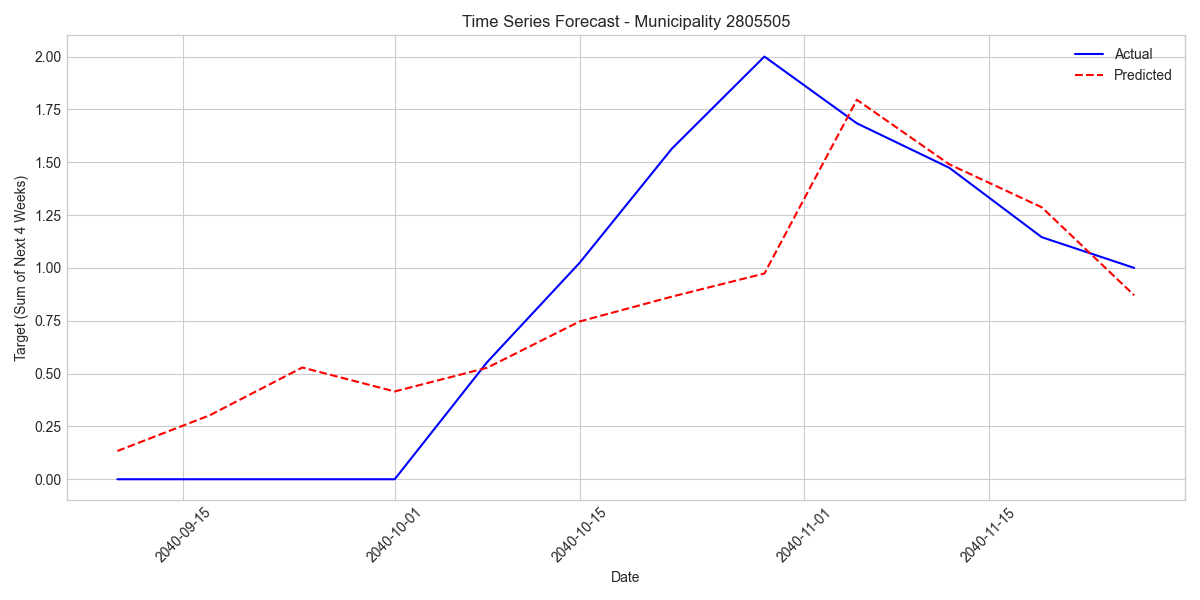 Time Series Forecast - Municipality 2805505
Actual
Predicted
Target (Sum of Next 4 Weeks)
2.00
1.75
1.50
1.25
1.00
0.75
0.50
0.25
0.00
2040-09-15
2040-10-01
2040-10-15
2040-11-01
2040-11-15
Date